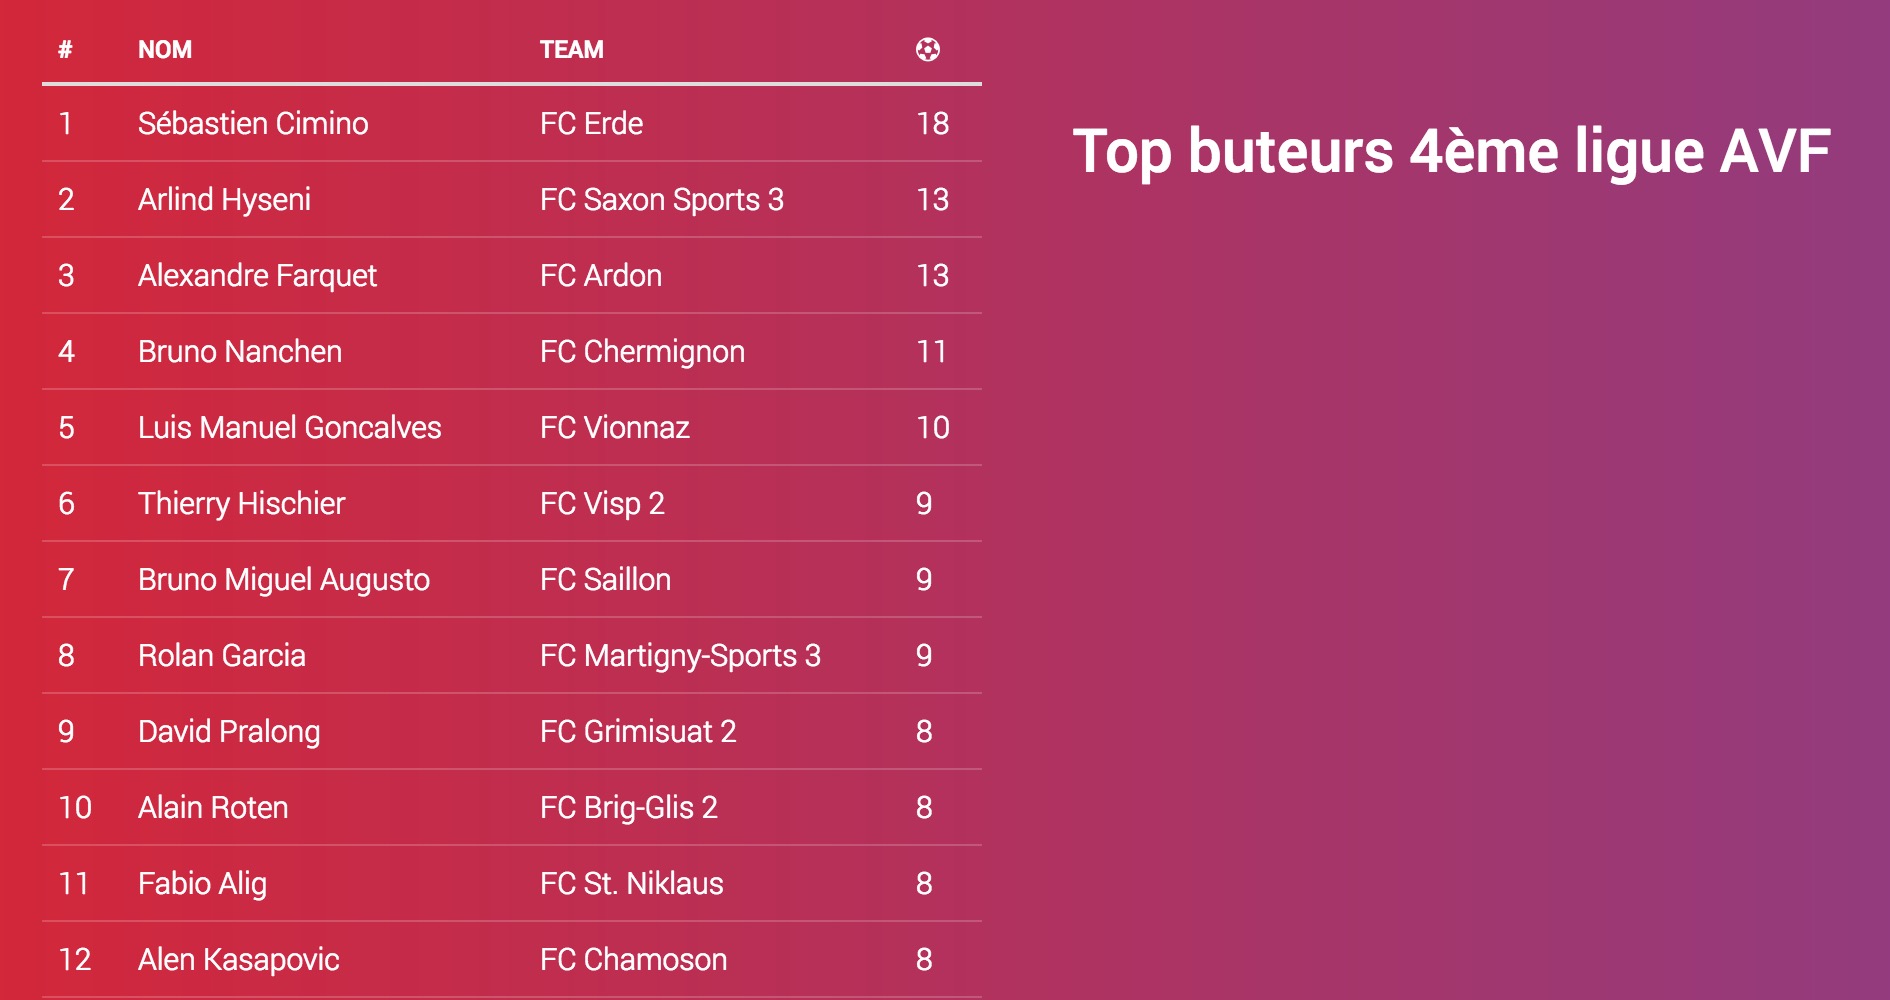 # NOM TEAM
1 Sébastien Cimino FC Erde 18
2 Arlind Hyseni FC Saxon Sports 3 13
3 Alexandre Farquet FC Ardon 13
4 Bruno Nanchen FC Chermignon 11
5 Luis Manuel Goncalves FC Vionnaz 10
6 Thierry Hischier FC Visp 2 9
7 Bruno Miguel Augusto FC Saillon 9
8 Rolan Garcia FC Martigny-Sports 3 9
9 David Pralong FC Grimisuat 2 8
10 Alain Roten FC Brig-Glis 2 8
11 Fabio Alig FC St. Niklaus 8
12 Alen Kasapovic FC Chamoson 8
Top buteurs 4ème ligue AVF